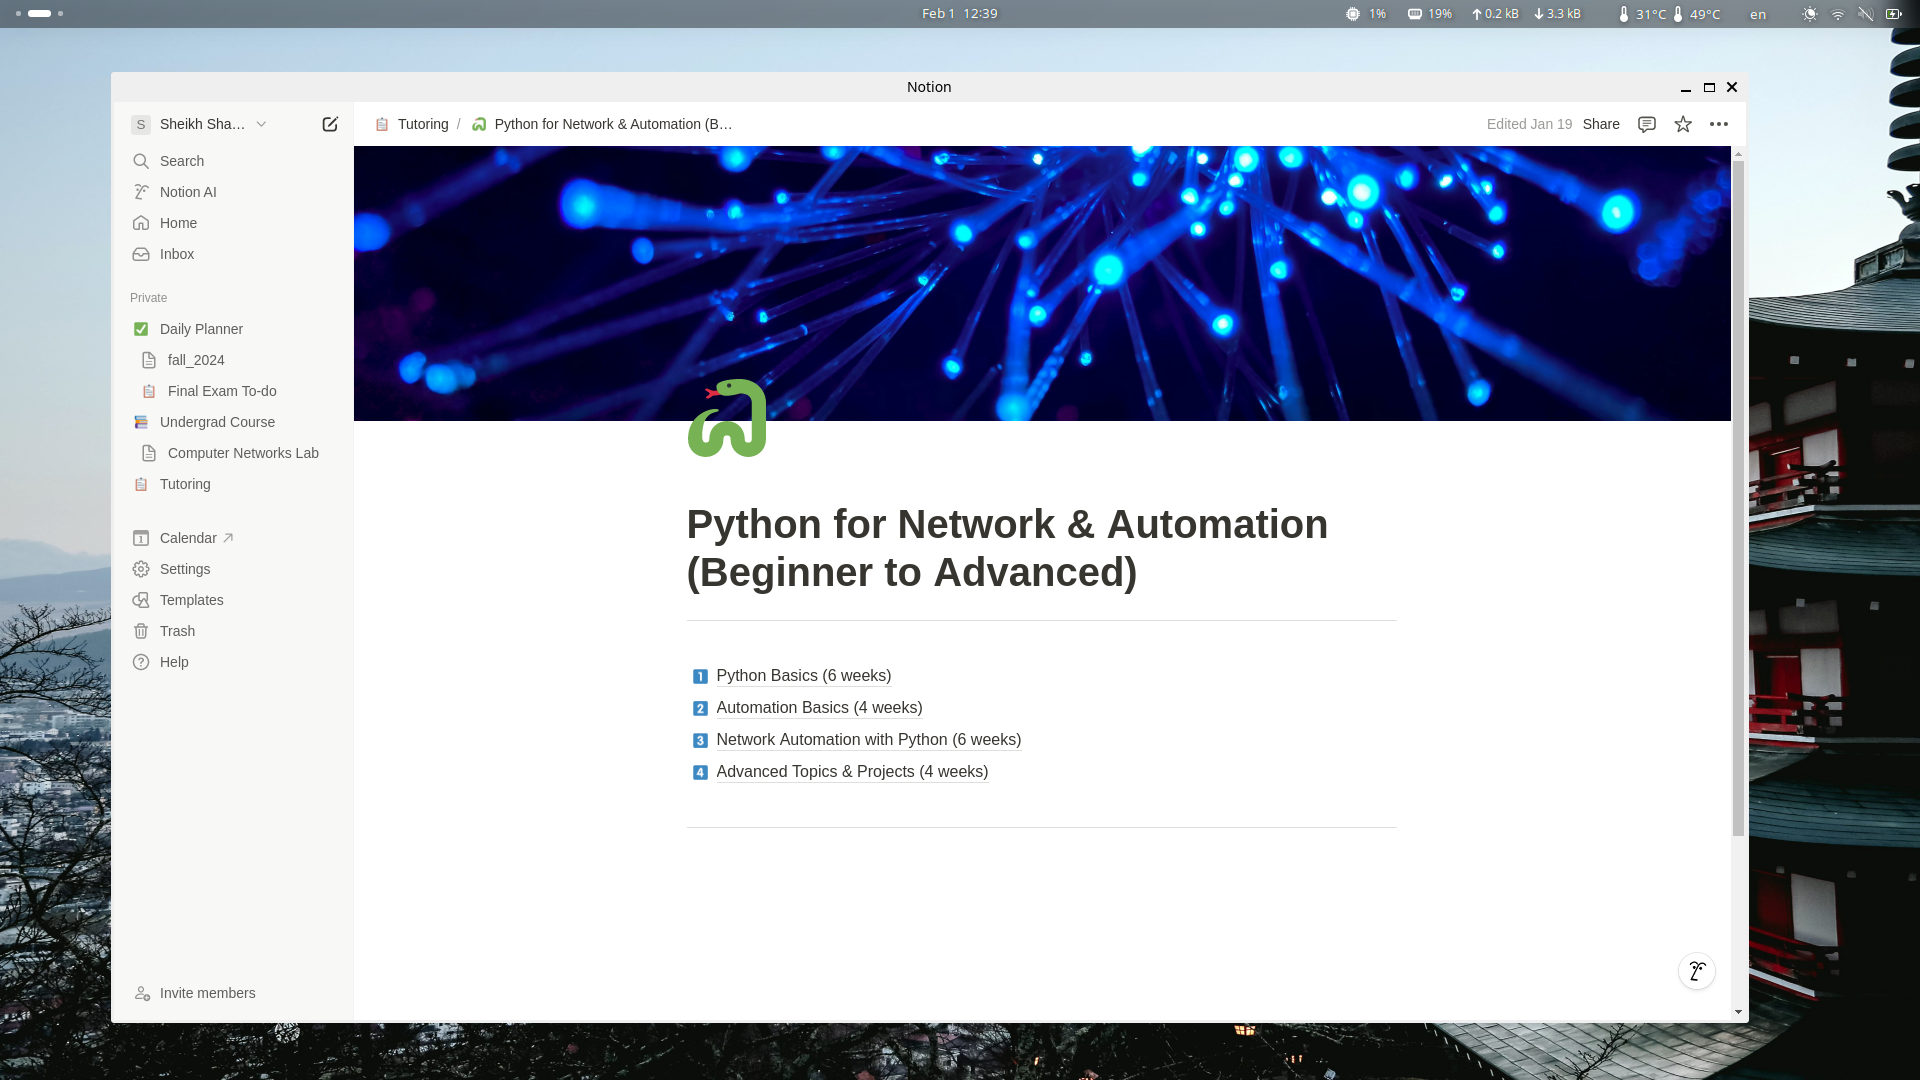 Feb 1 12:39
1%
19%
0.2 kB
3.3 kB
31°C
49°C
en
Notion
S
Sheikh Sha…
Tutoring / Python for Network & Automation (B…
Edited Jan 19
Share
Search
Notion AI
Home
Inbox
Private
Daily Planner
fall_2024
Final Exam To-do
Undergrad Course
Computer Networks Lab
Tutoring
1
Calendar
Settings
Templates
Trash
Help
Invite members
Python for Network & Automation
(Beginner to Advanced)
1 Python Basics (6 weeks)
2 Automation Basics (4 weeks)
3 Network Automation with Python (6 weeks)
4 Advanced Topics & Projects (4 weeks)